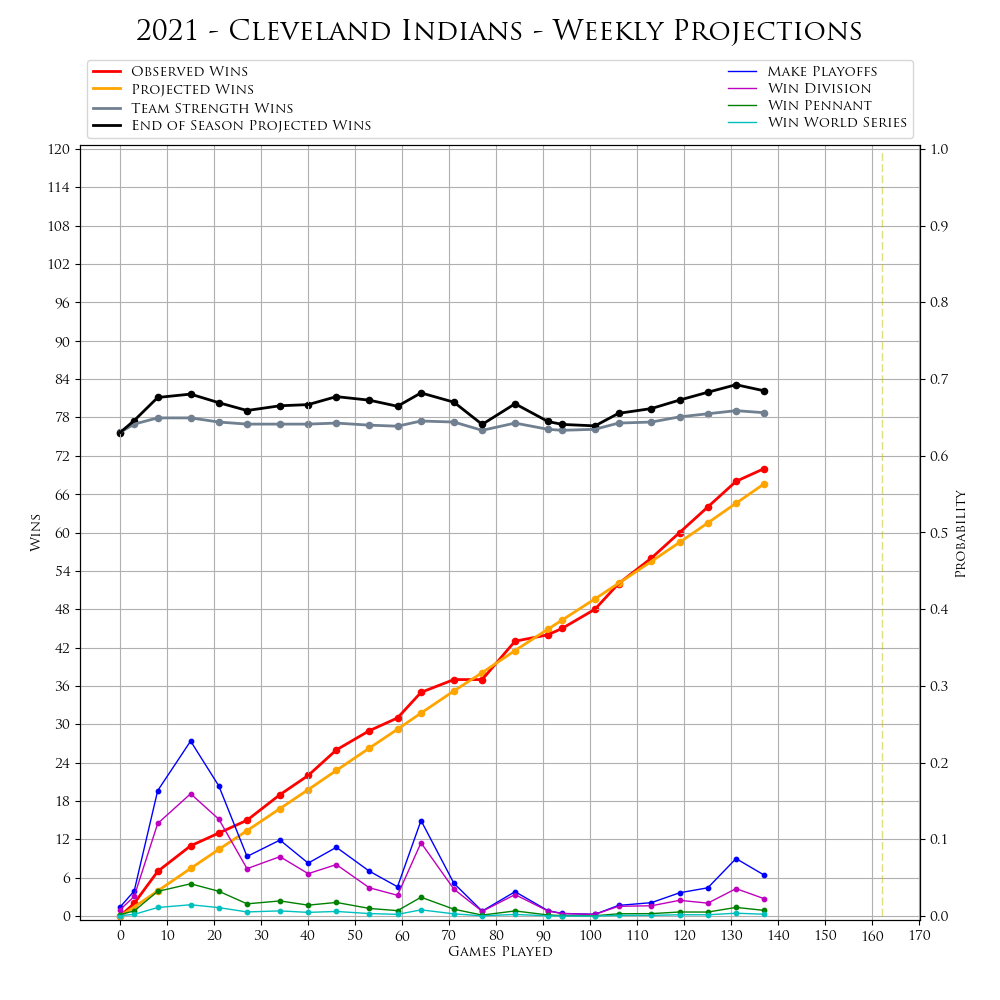 2021 - Cleveland Indians - Weekly Projections
Observed Wins
Projected Wins
Team Strength Wins
End of Season Projected Wins
Make Playoffs
Win Division
Win Pennant
Win World Series
120
114
108
102
96
90
84
78
72
66
60
54
48
42
36
30
24
18
12
6
0
Wins
1.0
0.9
0.8
0.7
0.6
0.5
0.4
0.3
0.2
0.1
0.0
Probability
0 10 20 30 40 50 60 70 80 90 100 110 120 130 140 150 160 170
Games Played